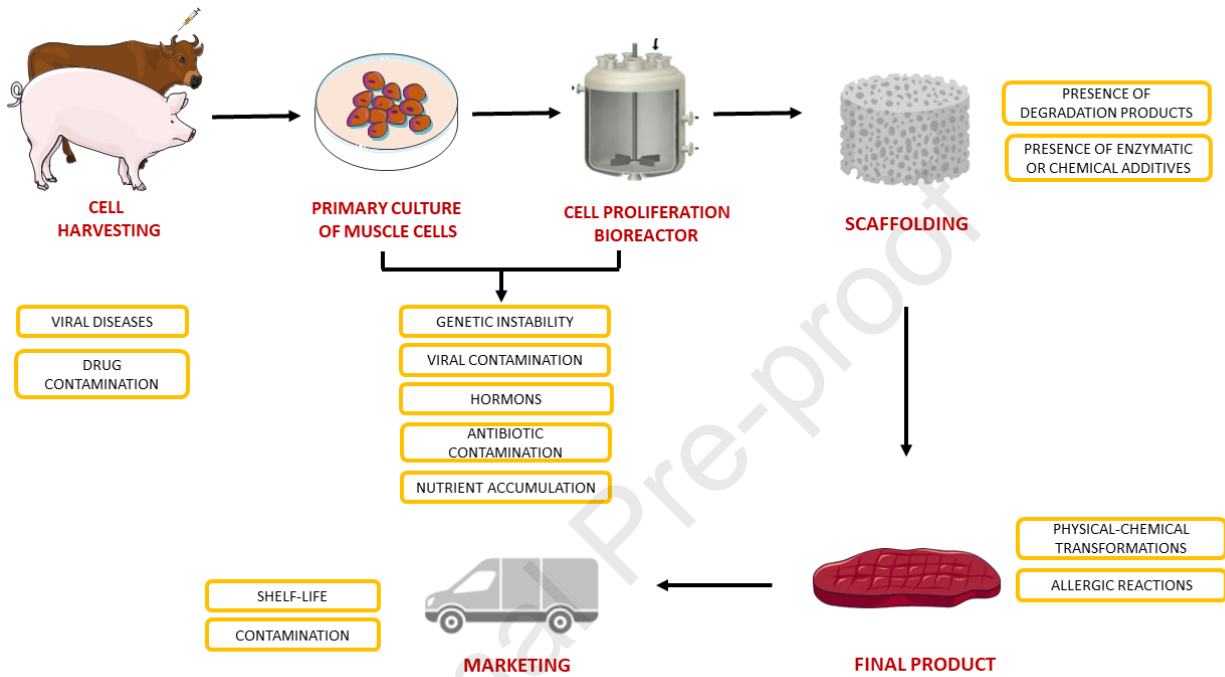 CELL
HARVESTING
PRIMARY CULTURE
OF MUSCLE CELLS
CELL PROLIFERATION
BIOREACTOR
SCAFFOLDING
PRESENCE OF
DEGRADATION PRODUCTS
PRESENCE OF ENZYMATIC
OR CHEMICAL ADDITIVES
VIRAL DISEASES
DRUG
CONTAMINATION
GENETIC INSTABILITY
VIRAL CONTAMINATION
HORMONS
ANTIBIOTIC
CONTAMINATION
NUTRIENT ACCUMULATION
PHYSICAL-CHEMICAL
TRANSFORMATIONS
ALLERGIC REACTIONS
FINAL PRODUCT
SHELF-LIFE
CONTAMINATION
MARKETING
nal Pre-proof